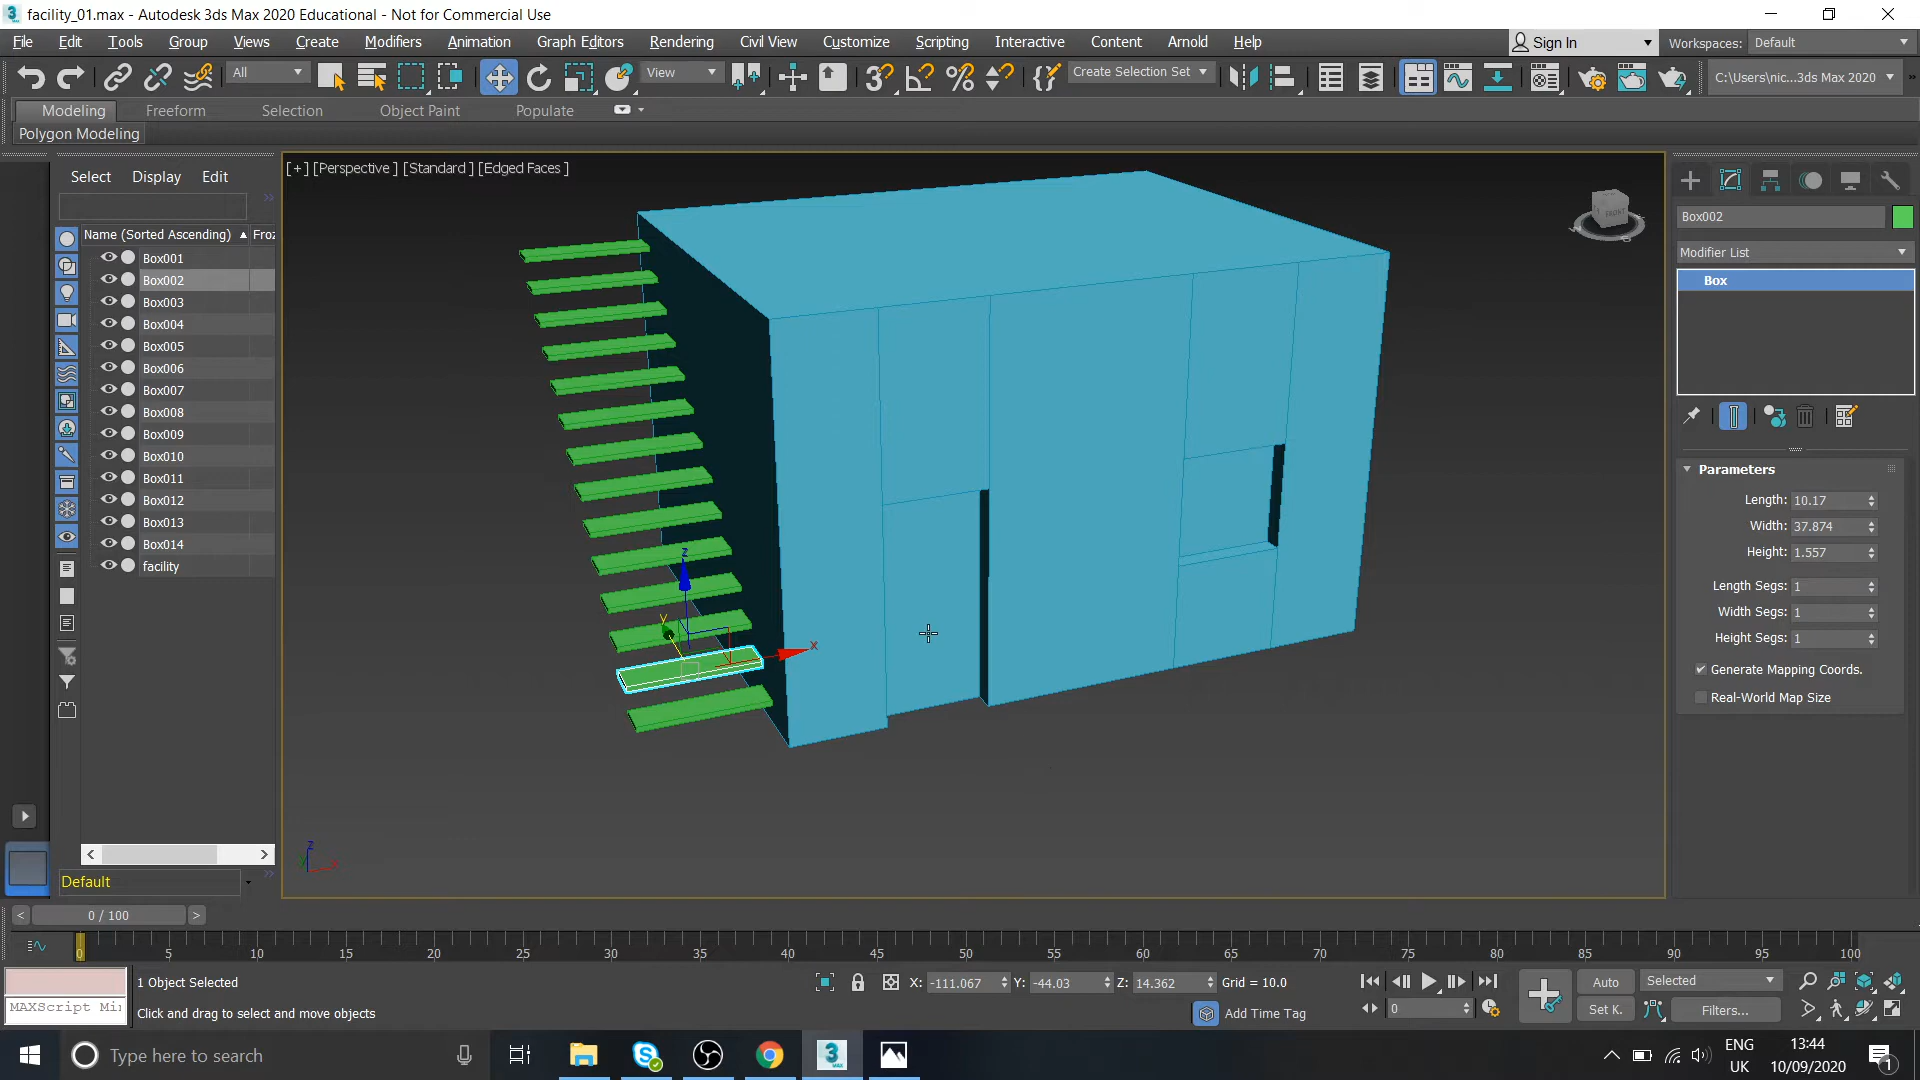 facility_01.max - Autodesk 3ds Max 2020 Educational - Not for Commercial Use
File Edit Tools Group Views Create Modifiers Animation Graph Editors Rendering Civil View Customize Scripting Interactive Content Arnold Help Sign In Workspaces: Default
All View Create Selection Set C:\Users\nic...3ds Max 2020
Modeling Freeform Selection Object Paint Populate
Polygon Modeling
[+] [Perspective ] [Standard ] [Edged Faces ]
Select Display Edit
Name (Sorted Ascending) Froz
Box001
Box002
Box003
Box004
Box005
Box006
Box007
Box008
Box009
Box010
Box011
Box012
Box013
Box014
facility
Default
z
y
x
z
FRONT
Box002
Modifier List
Box
Parameters
Length: 10.17
Width: 37.874
Height: 1.557
Length Segs: 1
Width Segs: 1
Height Segs: 1
Generate Mapping Coords.
Real-World Map Size
< 0 / 100 >
0 5 10 15 20 25 30 35 40 45 50 55 60 65 70 75 80 85 90 95 100
1 Object Selected X: -111.067 Y: -44.03 Z: 14.362 Grid = 10.0 Auto Selected
MAXScript Mi
Click and drag to select and move objects Add Time Tag 0 Set K. Filters...
Type here to search
3 MAX
ENG
UK
13:44
10/09/2020
1